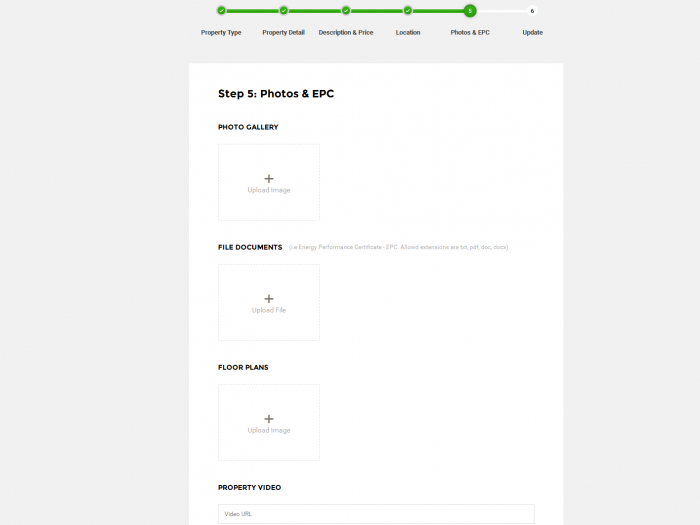 5
6
Property Type
Property Detail
Description & Price
Location
Photos & EPC
Update
Step 5: Photos & EPC
PHOTO GALLERY
+
Upload Image
FILE DOCUMENTS (i.e Energy Performance Certificate - EPC. Allowed extensions are txt, pdf, doc, docx)
+
Upload File
FLOOR PLANS
+
Upload Image
PROPERTY VIDEO
Video URL